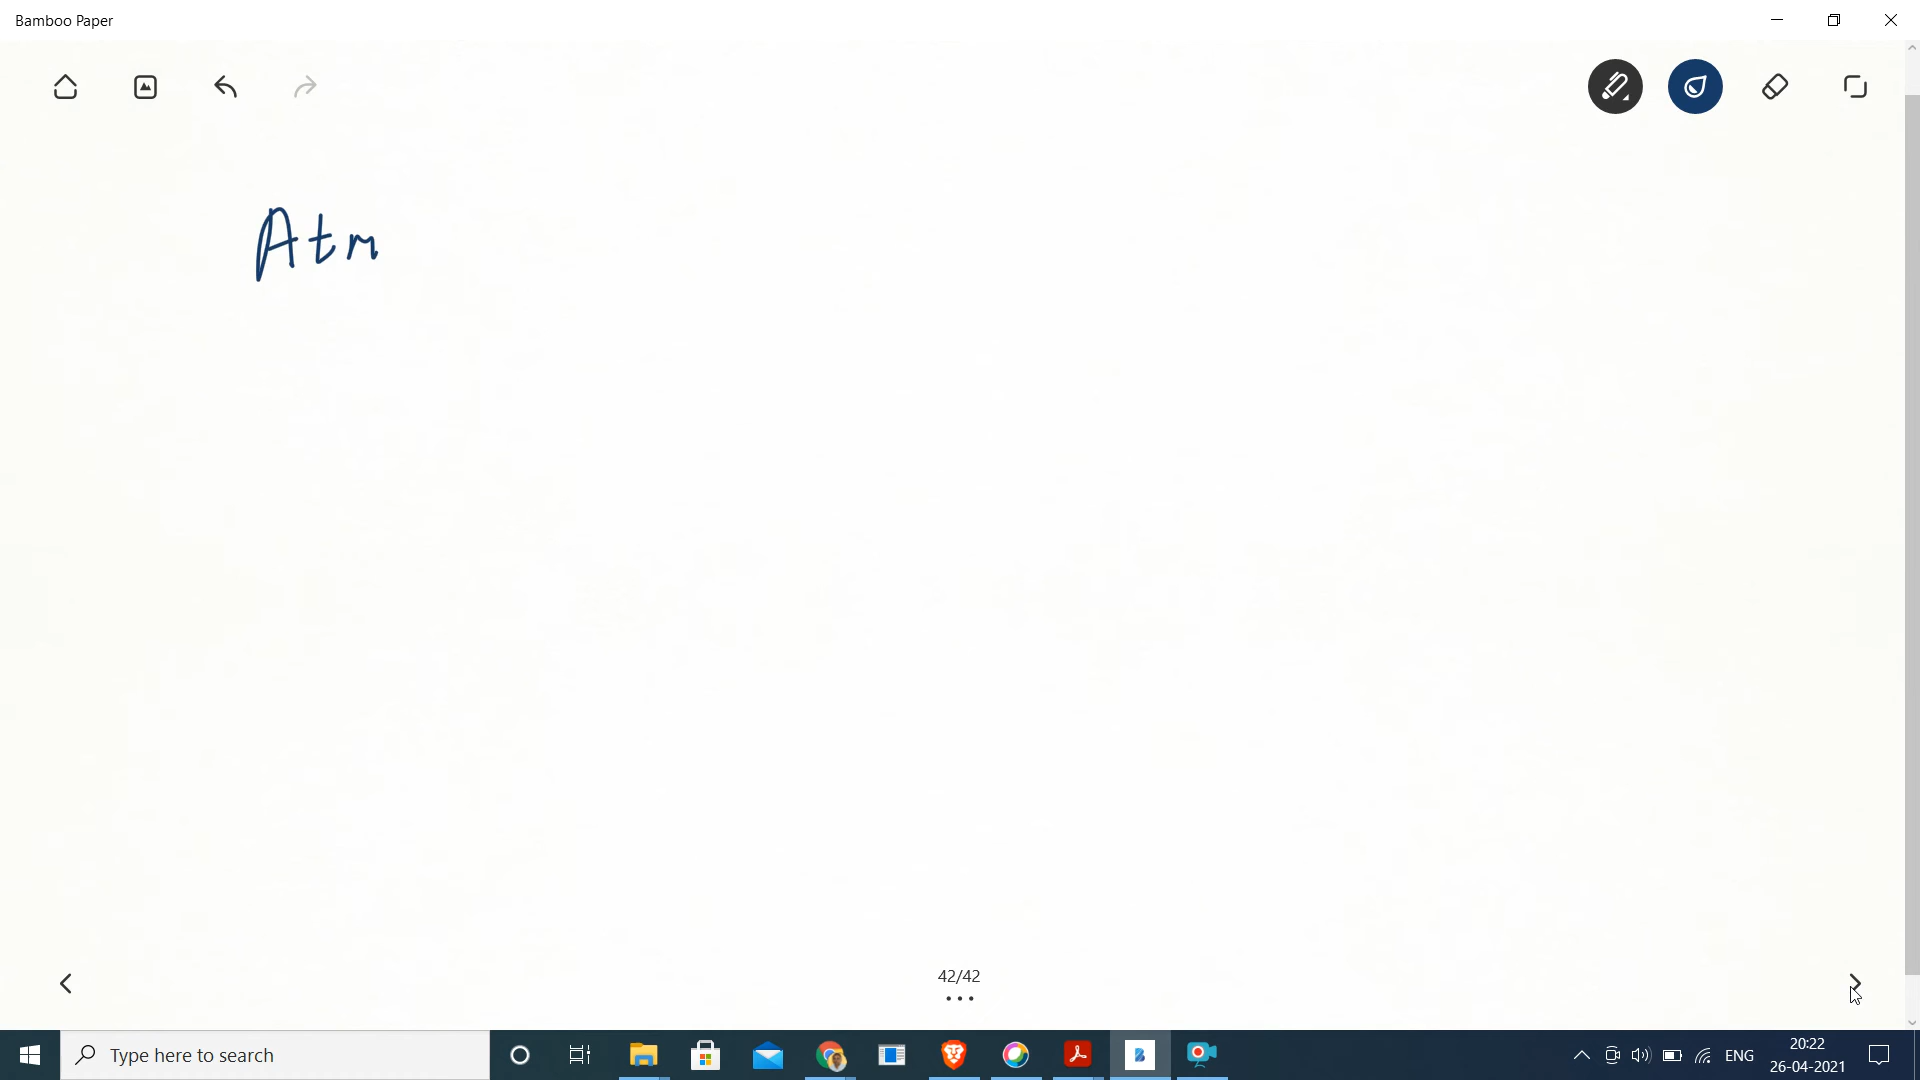 Bamboo Paper
Atm
42/42
Type here to search
ENG
20:22
26-04-2021